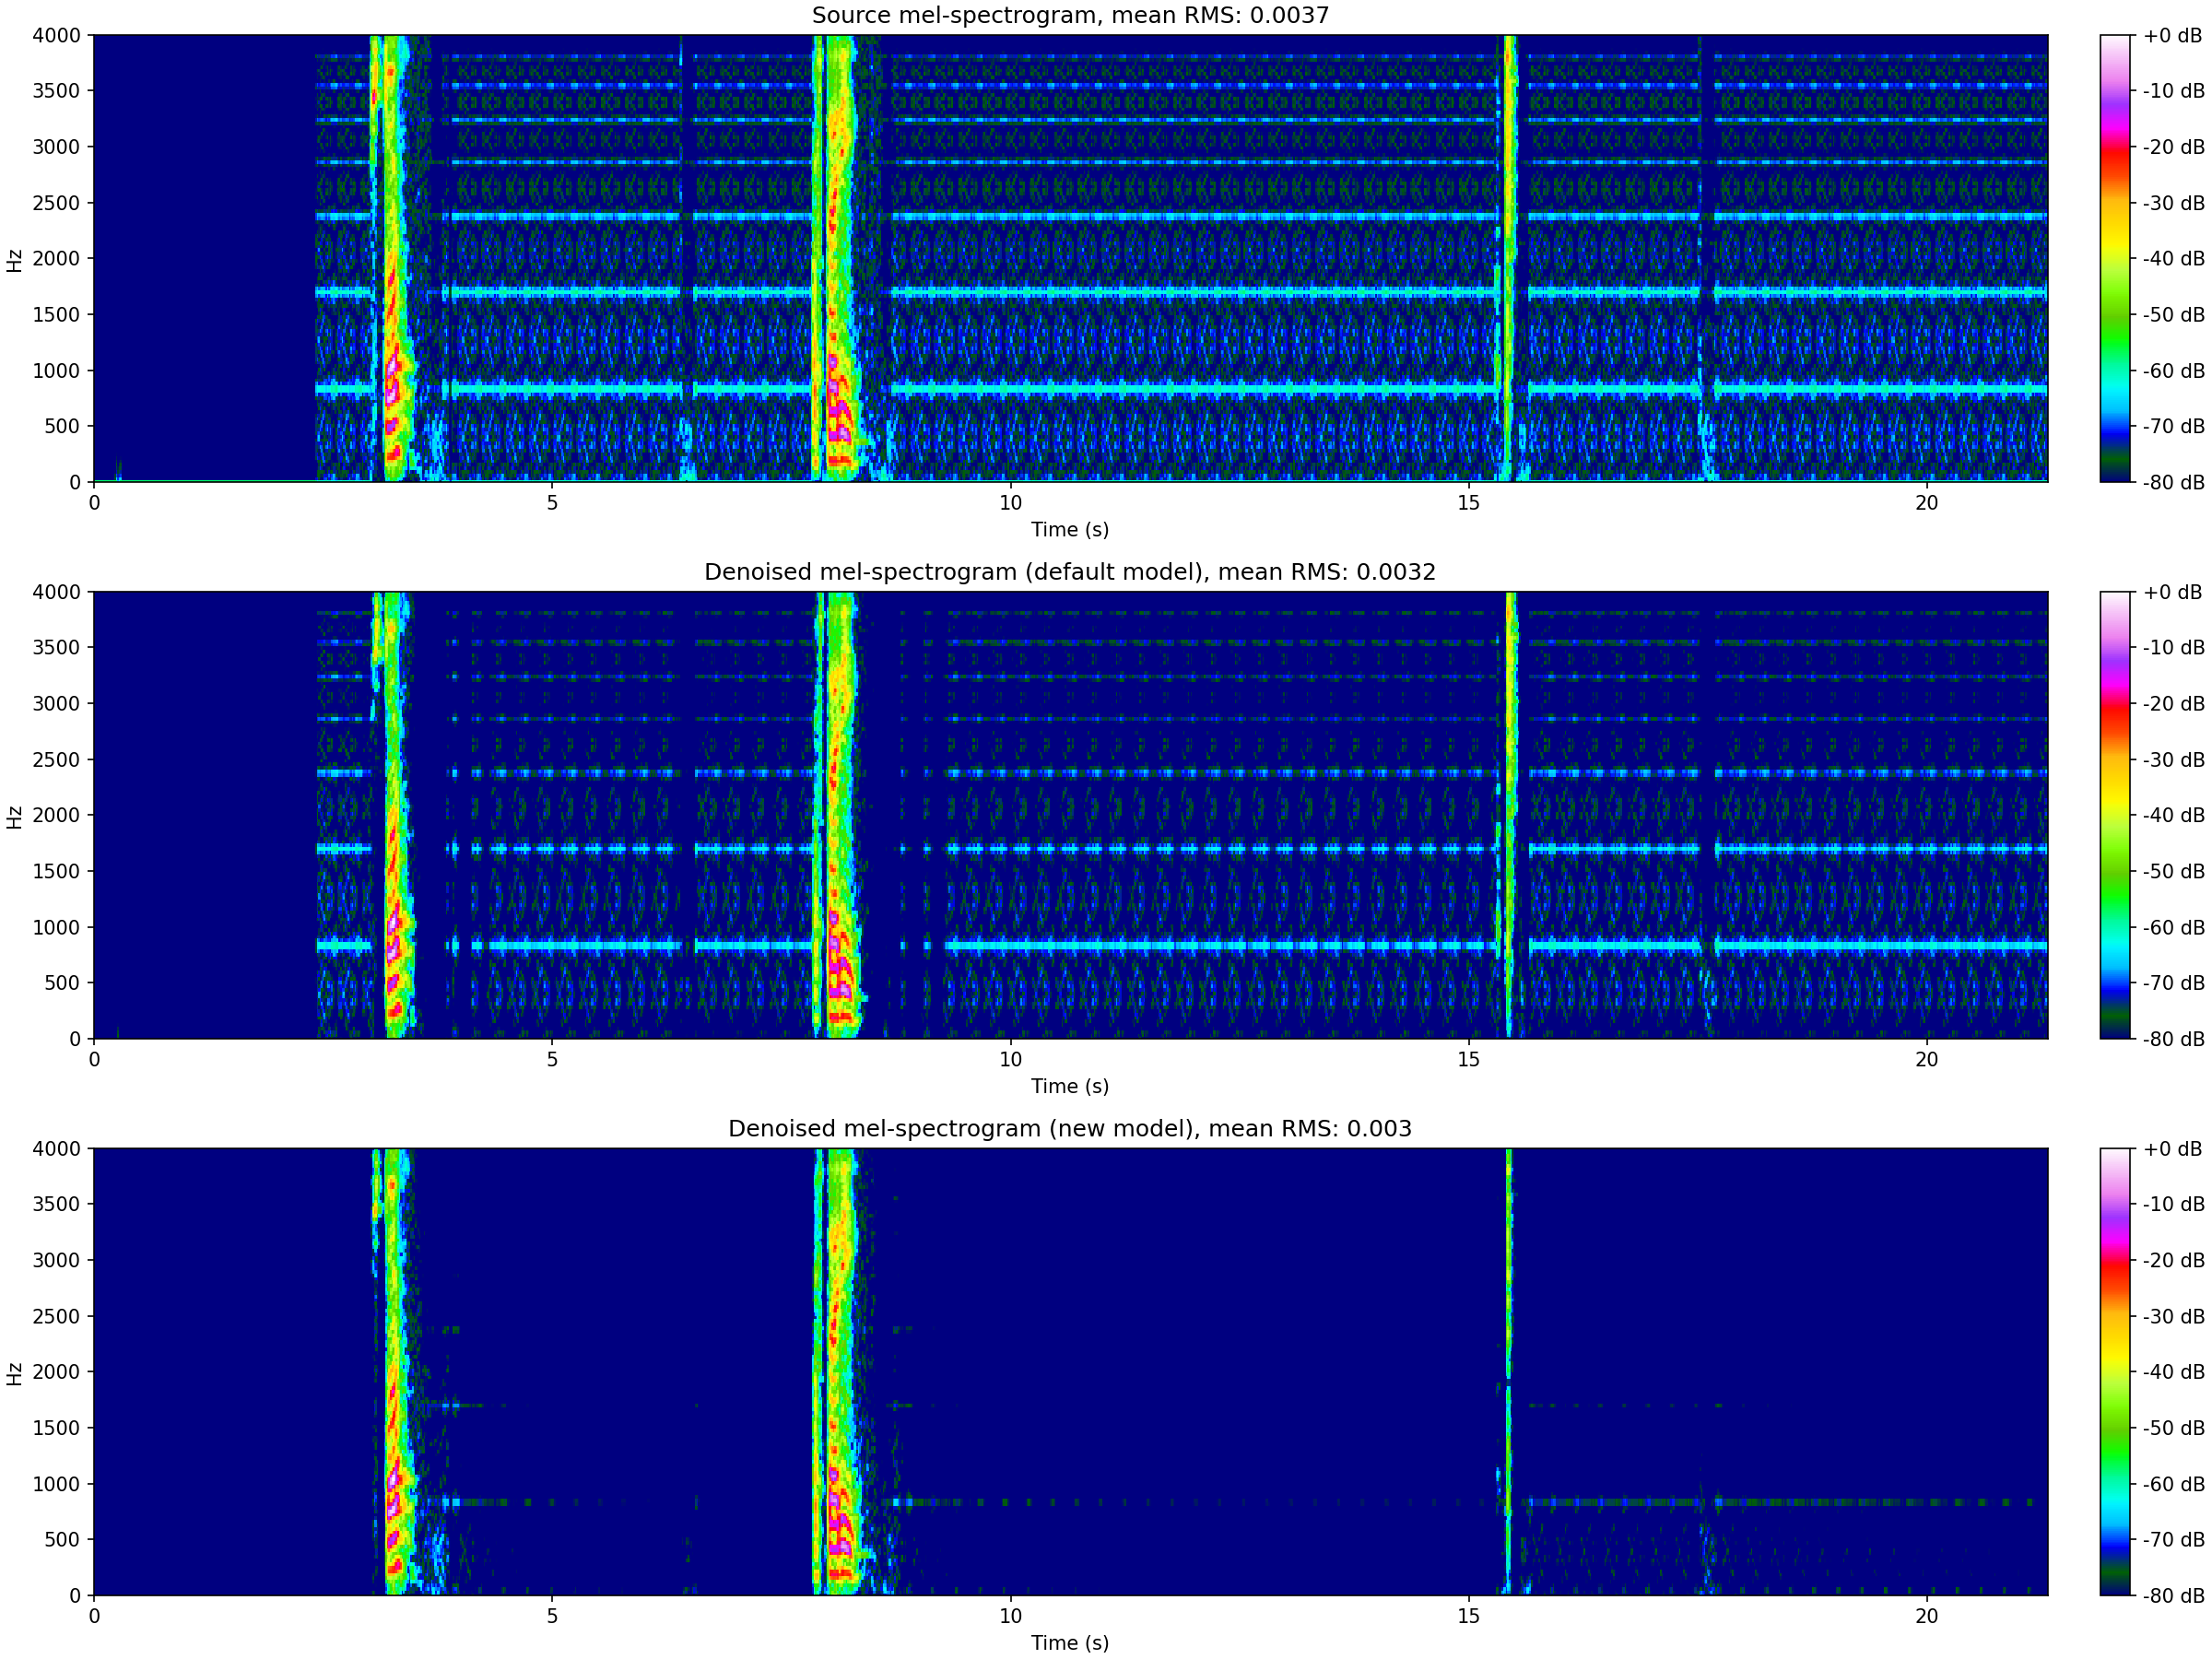 Source mel-spectrogram, mean RMS: 0.0037
4000
3500
3000
2500
2000
1500
1000
500
0
Hz
0 5 10 15 20
Time (s)
+0 dB
-10 dB
-20 dB
-30 dB
-40 dB
-50 dB
-60 dB
-70 dB
-80 dB
Denoised mel-spectrogram (default model), mean RMS: 0.0032
4000
3500
3000
2500
2000
1500
1000
500
0
Hz
0 5 10 15 20
Time (s)
+0 dB
-10 dB
-20 dB
-30 dB
-40 dB
-50 dB
-60 dB
-70 dB
-80 dB
Denoised mel-spectrogram (new model), mean RMS: 0.003
4000
3500
3000
2500
2000
1500
1000
500
0
Hz
0 5 10 15 20
Time (s)
+0 dB
-10 dB
-20 dB
-30 dB
-40 dB
-50 dB
-60 dB
-70 dB
-80 dB